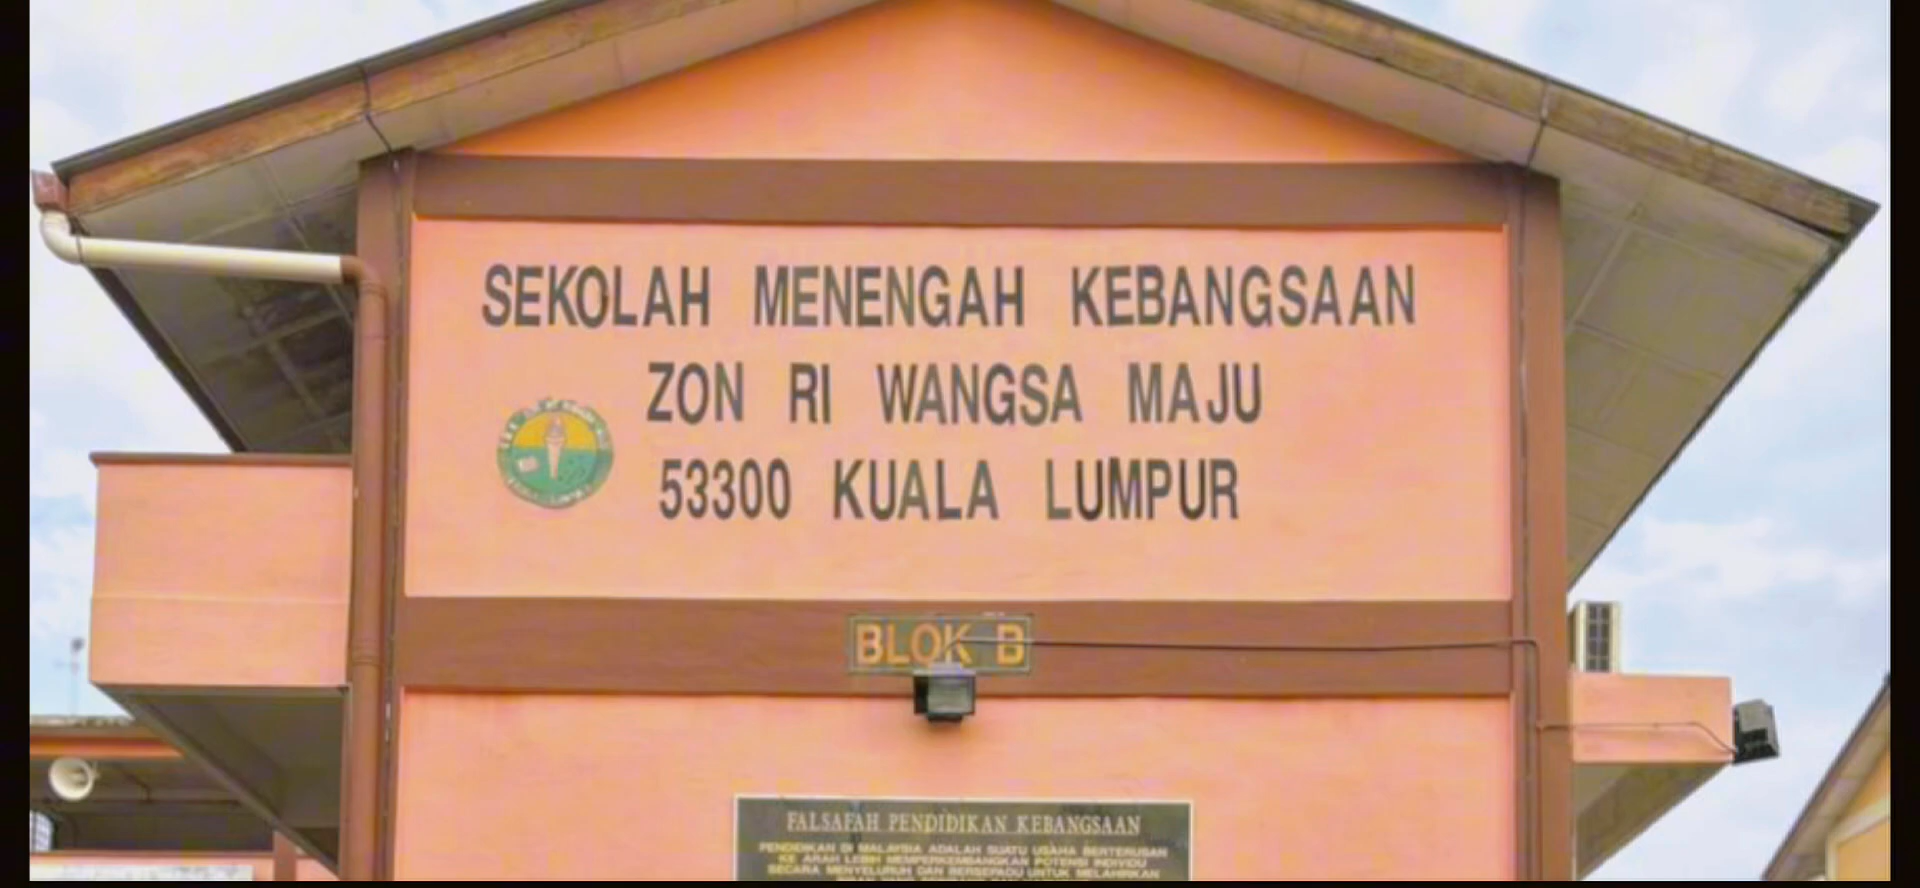 SEKOLAH MENENGAH KEBANGSAAN
ZON RI WANGSA MAJU
53300 KUALA LUMPUR
BLOK B
FALSAFAH PENDIDIKAN KEBANGSAAN
PENDIDIKAN DI MALAYSIA ADALAH SUATU USAHA BERTERUSAN
KE ARAH LEBIH MEMPERKEMBANGKAN POTENSI INDIVIDU
SECARA MENYELURUH DAN BERSEPADU UNTUK MELAHIRKAN